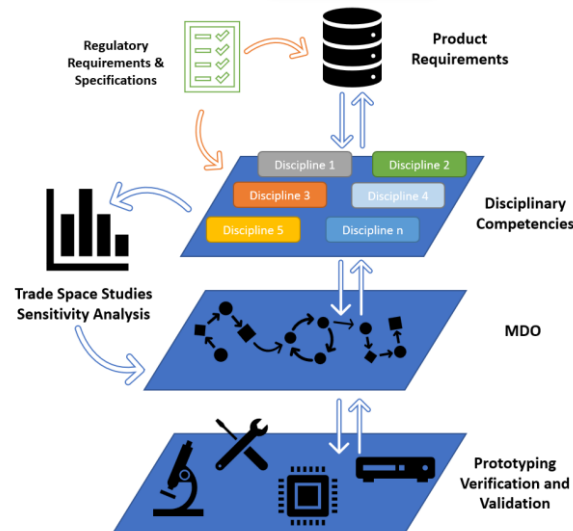 Regulatory
Requirements &
Specifications
Product
Requirements
Discipline 1
Discipline 2
Discipline 3
Discipline 4
Discipline 5
Discipline n
Disciplinary
Competencies
Trade Space Studies
Sensitivity Analysis
MDO
Prototyping
Verification and
Validation